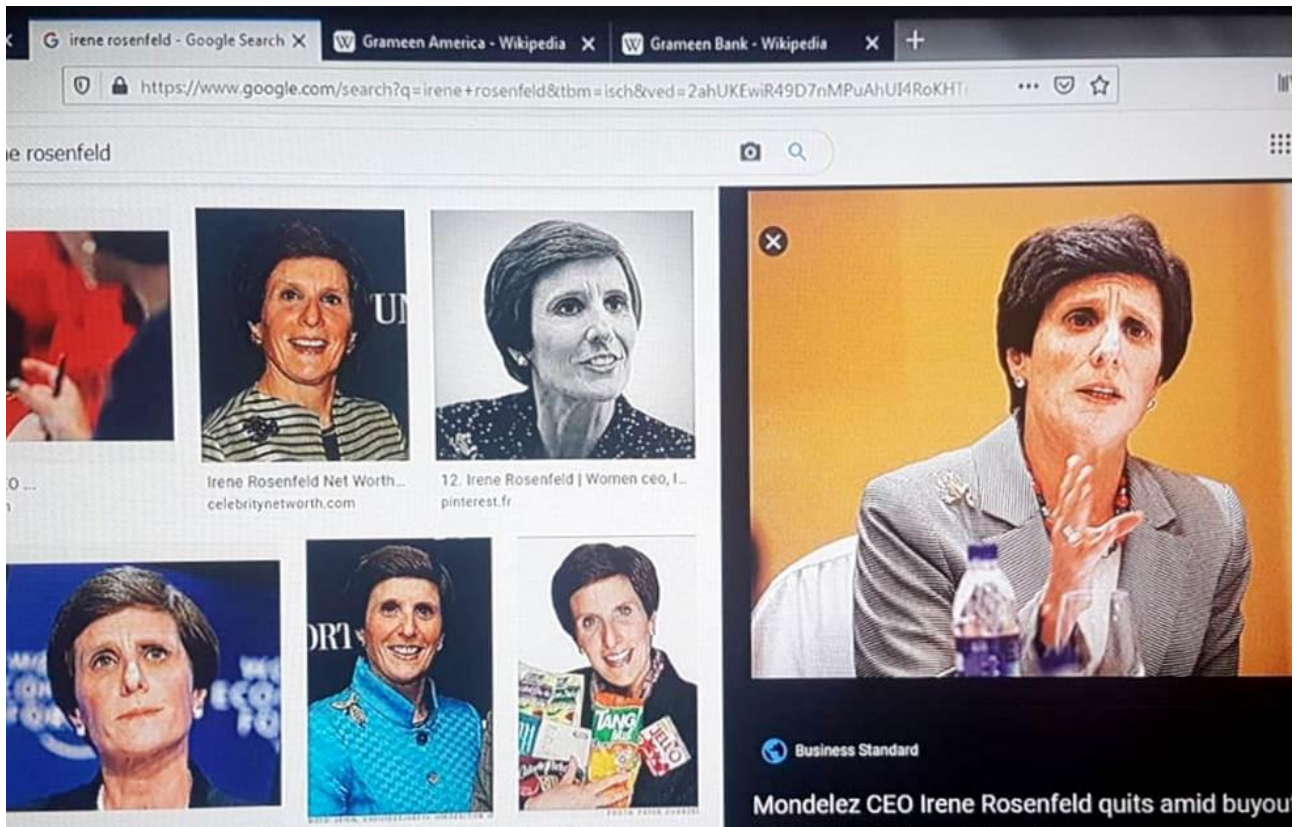 irene rosenfeld - Google Search
Grameen America - Wikipedia
Grameen Bank - Wikipedia
https://www.google.com/search?q=irene+rosenfeld&tbm=isch&ved=2ahUKEwiR49D7nMPuAhUI4RoKHT
e rosenfeld
Irene Rosenfeld Net Worth...
celebritynetworth.com
12. Irene Rosenfeld | Women ceo, I...
pinterest.fr
ORT
TANG
JELLO
Business Standard
Mondelez CEO Irene Rosenfeld quits amid buyou